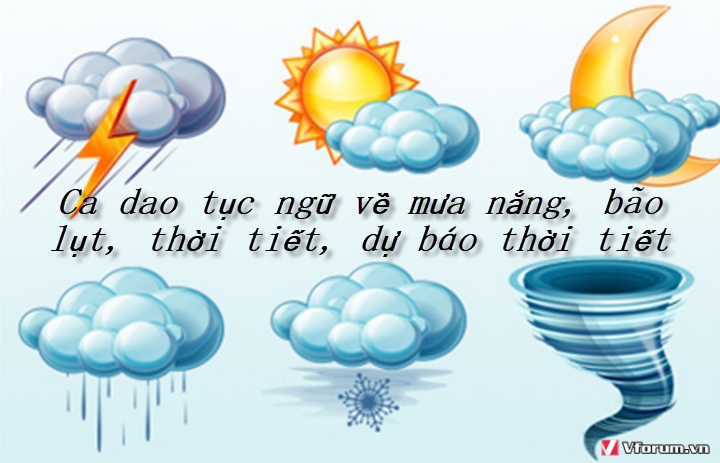 Ca dao tục ngữ về mưa nắng, bão
lụt, thời tiết, dự báo thời tiết
Vforum.vn